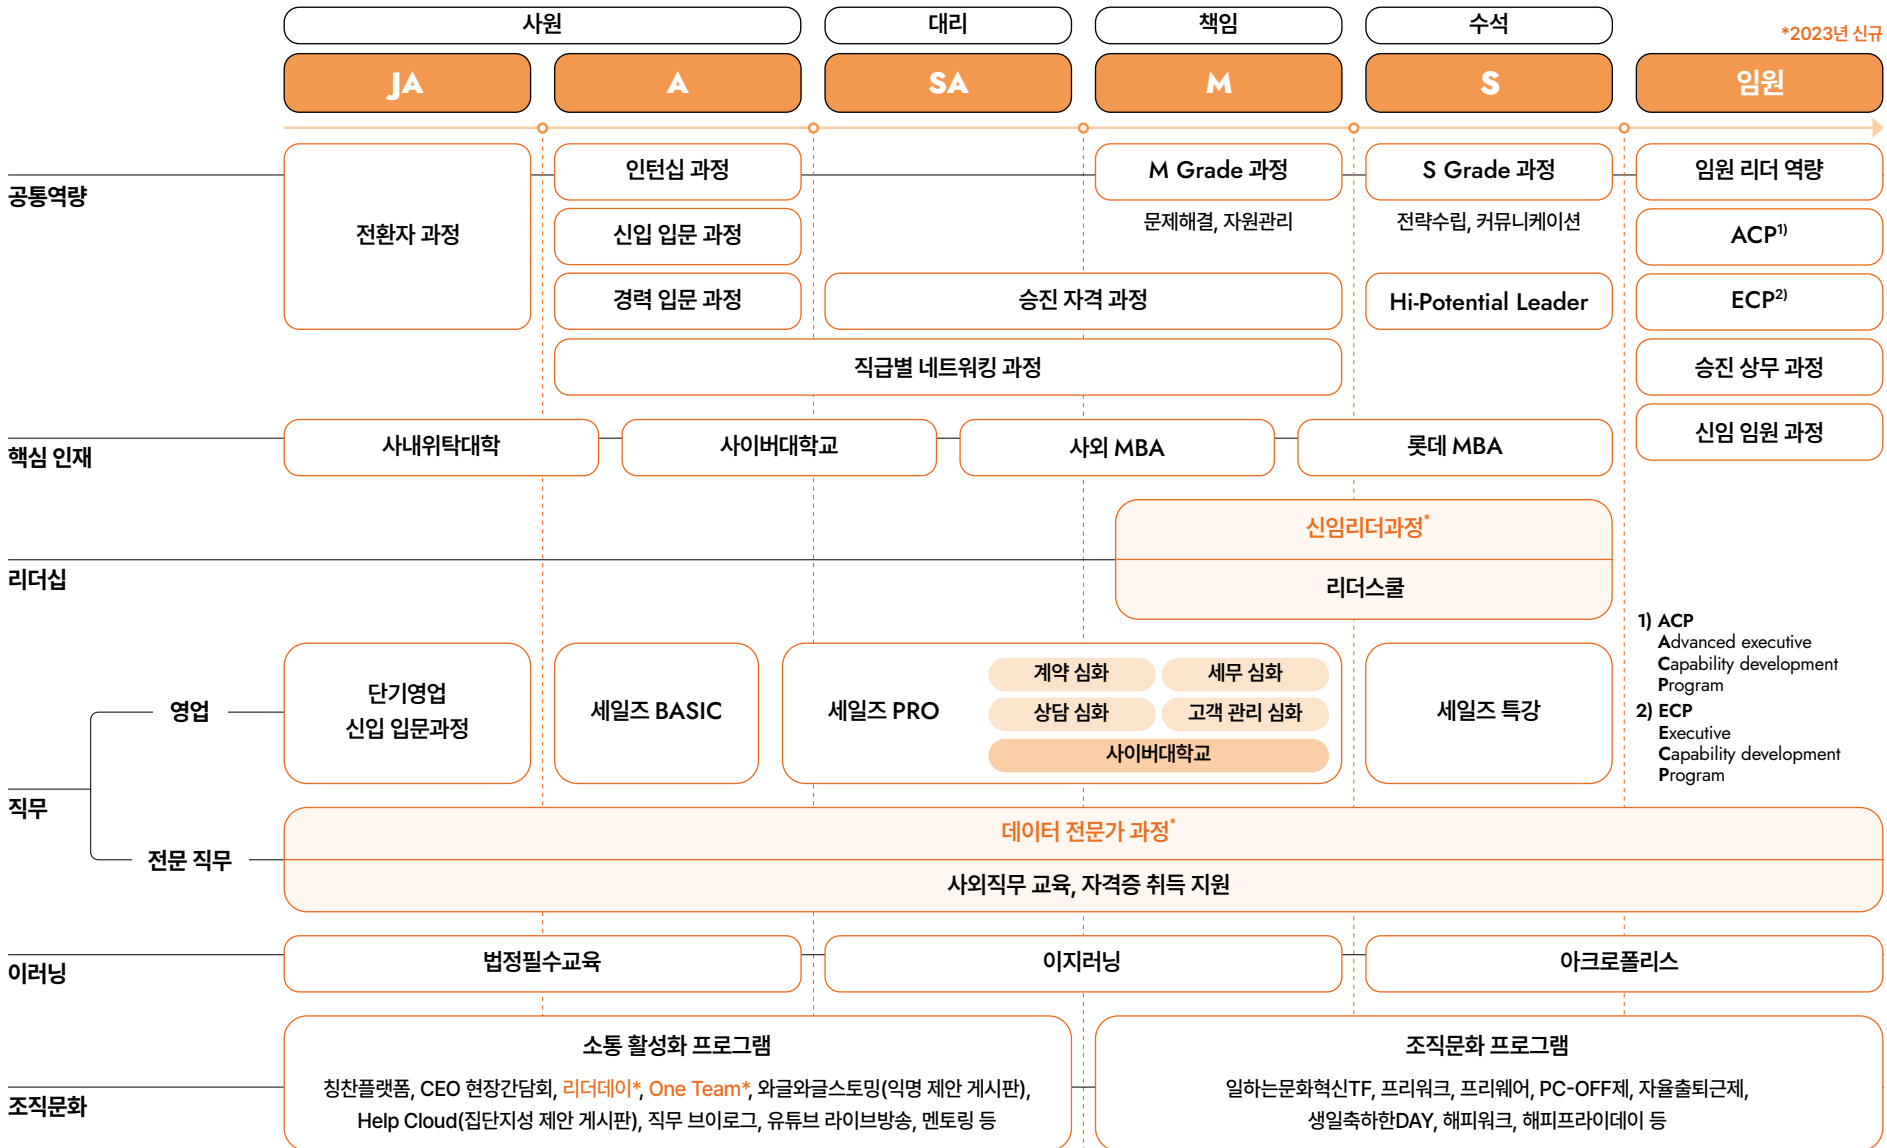 사원
대리
책임
수석
*2023년 신규
JA
A
SA
M
S
임원
공통역량
전환자 과정
인턴십 과정
신입 입문 과정
경력 입문 과정
M Grade 과정
문제해결, 자원관리
S Grade 과정
전략수립, 커뮤니케이션
승진 자격 과정
Hi-Potential Leader
직급별 네트워킹 과정
임원 리더 역량
ACP1)
ECP2)
승진 상무 과정
신임 임원 과정
핵심 인재
사내위탁대학
사이버대학교
사외 MBA
롯데 MBA
리더십
신임리더과정*
리더스쿨
1) ACP
Advanced executive
Capability development
Program
2) ECP
Executive
Capability development
Program
직무
영업
단기영업
신입 입문과정
세일즈 BASIC
세일즈 PRO
계약 심화
세무 심화
상담 심화
고객 관리 심화
사이버대학교
세일즈 특강
전문 직무
데이터 전문가 과정*
사외직무 교육, 자격증 취득 지원
이러닝
법정필수교육
이지러닝
아크로폴리스
조직문화
소통 활성화 프로그램
칭찬플랫폼, CEO 현장간담회, 리더데이*, One Team*, 와글와글스토밍(익명 제안 게시판),
Help Cloud(집단지성 제안 게시판), 직무 브이로그, 유튜브 라이브방송, 멘토링 등
조직문화 프로그램
일하는문화혁신TF, 프리워크, 프리웨어, PC-OFF제, 자율출퇴근제,
생일축하한DAY, 해피워크, 해피프라이데이 등